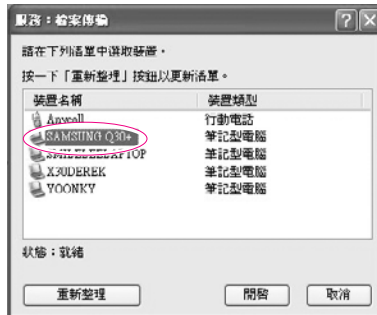 服務：檔案傳輸
請在下列清單中選取裝置。
按一下「重新整理」按鈕以更新清單。
裝置名稱 裝置類型
Anycall 行動電話
SAMSUNG Q30+ 筆記型電腦
筆記型電腦
X30DEREK 筆記型電腦
YOONKY 筆記型電腦
狀態：就緒
重新整理 開啓 取消